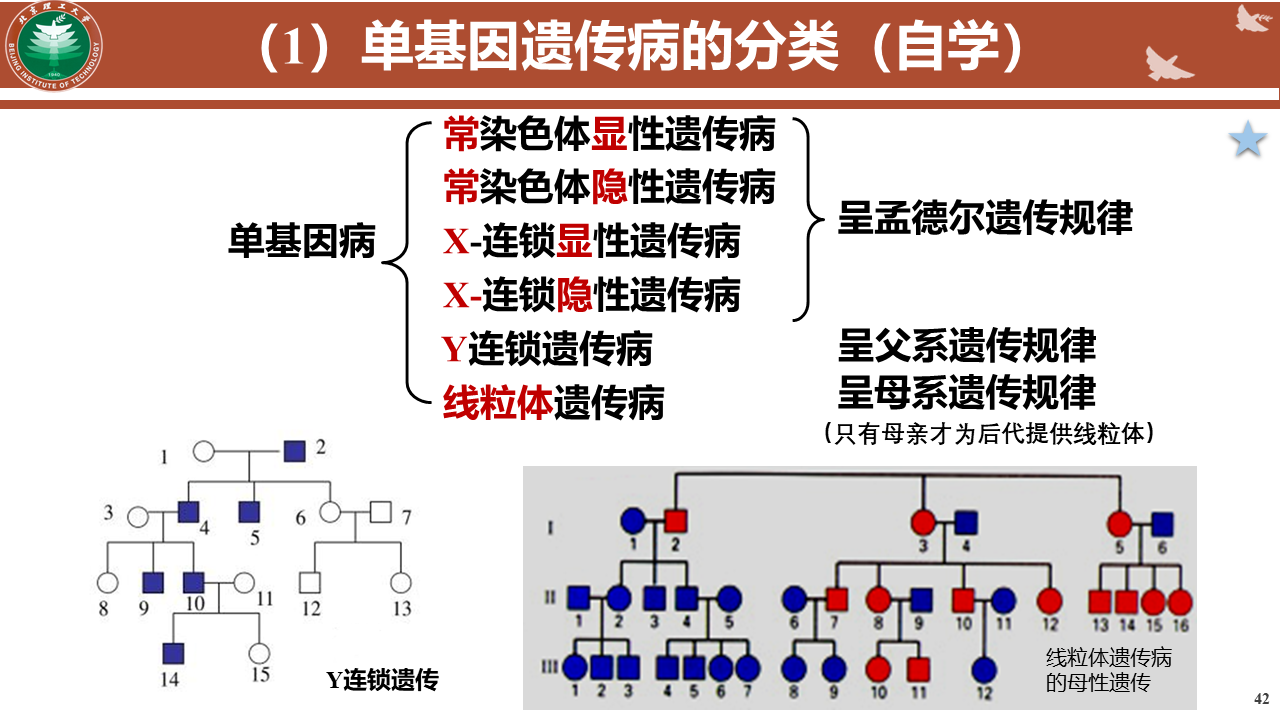 北京理工大学
BEIJING INSTITUTE OF TECHNOLOGY
1940
（1）单基因遗传病的分类（自学）
单基因病
常染色体显性遗传病
常染色体隐性遗传病
X-连锁显性遗传病
X-连锁隐性遗传病
Y连锁遗传病
线粒体遗传病
呈孟德尔遗传规律
呈父系遗传规律
呈母系遗传规律
（只有母亲才为后代提供线粒体）
1 2
3 4 5 6 7
8 9 10 11 12 13
14 15
Y连锁遗传
I 1 2 3 4 5 6
II 1 2 3 4 5 6 7 8 9 10 11 12 13 14 15 16
III 1 2 3 4 5 6 7 8 9 10 11 12
线粒体遗传病
的母性遗传
42